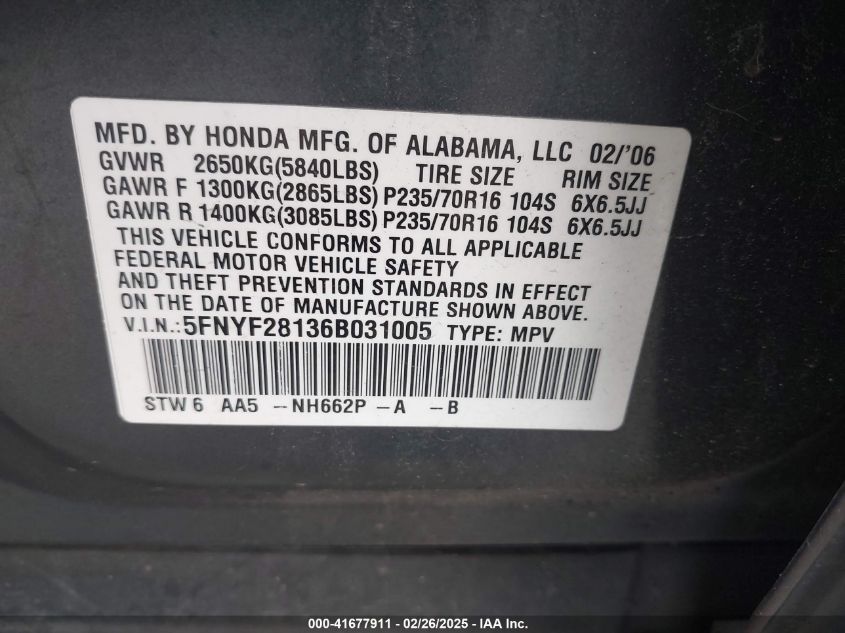 MFD. BY HONDA MFG. OF ALABAMA, LLC 02/'06
GVWR 2650KG(5840LBS) TIRE SIZE RIM SIZE
GAWR F 1300KG(2865LBS) P235/70R16 104S 6X6.5JJ
GAWR R 1400KG(3085LBS) P235/70R16 104S 6X6.5JJ
THIS VEHICLE CONFORMS TO ALL APPLICABLE
FEDERAL MOTOR VEHICLE SAFETY
AND THEFT PREVENTION STANDARDS IN EFFECT
ON THE DATE OF MANUFACTURE SHOWN ABOVE.
V.I.N.: 5FNYF28136B031005 TYPE: MPV
STW 6 AA5 -NH662P -A -B
000-41677911 - 02/26/2025 - IAA Inc.